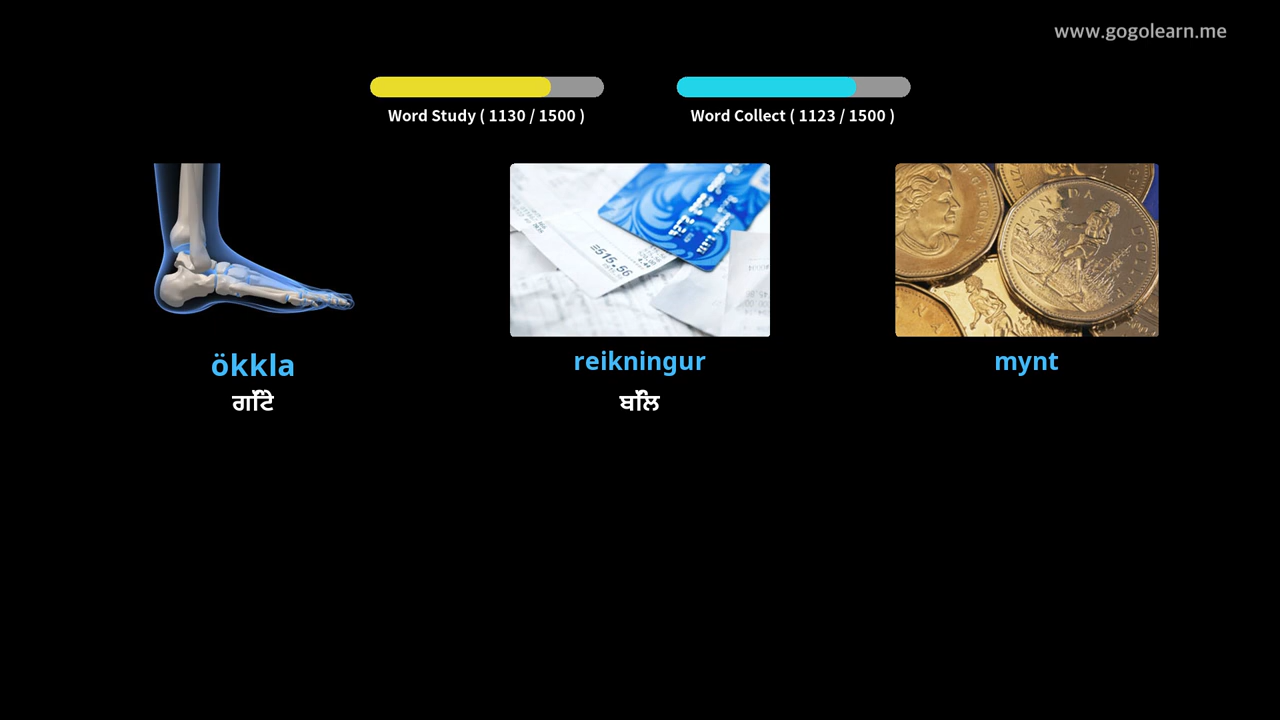 www.gogolearn.me
Word Study ( 1130 / 1500 )
Word Collect ( 1123 / 1500 )
ökkla
ਗਿੱਟੇ
reikningur
ਬਿੱਲ
mynt